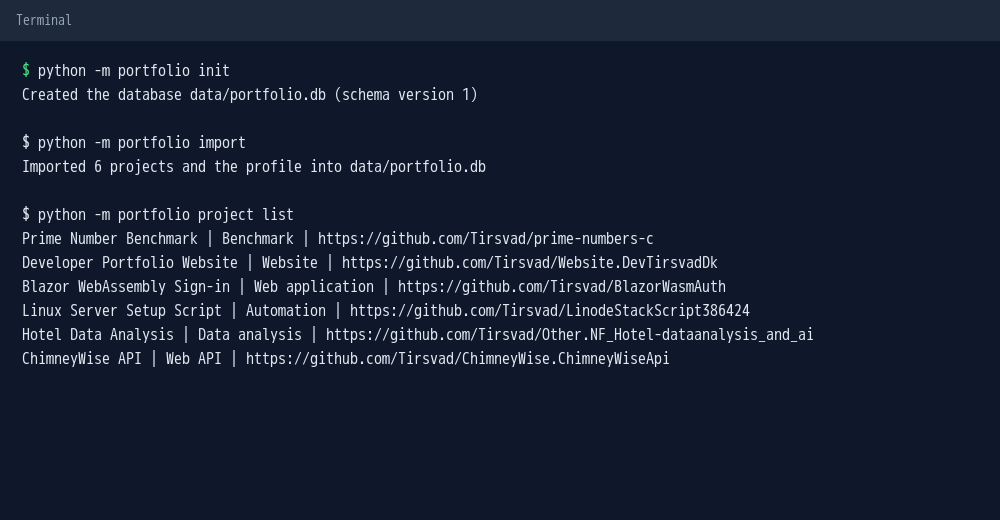 Terminal
$ python -m portfolio init
Created the database data/portfolio.db (schema version 1)
$ python -m portfolio import
Imported 6 projects and the profile into data/portfolio.db
$ python -m portfolio project list
Prime Number Benchmark | Benchmark | https://github.com/Tirsvad/prime-numbers-c
Developer Portfolio Website | Website | https://github.com/Tirsvad/Website.DevTirsvadDk
Blazor WebAssembly Sign-in | Web application | https://github.com/Tirsvad/BlazorWasmAuth
Linux Server Setup Script | Automation | https://github.com/Tirsvad/LinodeStackScript386424
Hotel Data Analysis | Data analysis | https://github.com/Tirsvad/Other.NF_Hotel-dataanalysis_and_ai
ChimneyWise API | Web API | https://github.com/Tirsvad/ChimneyWise.ChimneyWiseApi